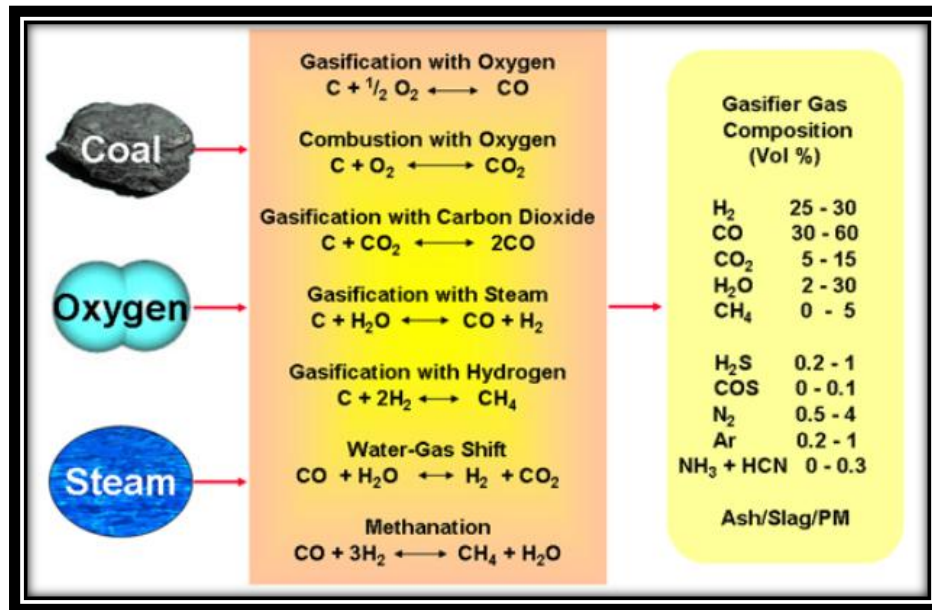 Coal
Oxygen
Steam
Gasification with Oxygen
C + ¹/₂ O₂ ⟷ CO
Combustion with Oxygen
C + O₂ ⟷ CO₂
Gasification with Carbon Dioxide
C + CO₂ ⟷ 2CO
Gasification with Steam
C + H₂O ⟷ CO + H₂
Gasification with Hydrogen
C + 2H₂ ⟷ CH₄
Water-Gas Shift
CO + H₂O ⟷ H₂ + CO₂
Methanation
CO + 3H₂ ⟷ CH₄ + H₂O
Gasifier Gas
Composition
(Vol %)
H₂ 25 - 30
CO 30 - 60
CO₂ 5 - 15
H₂O 2 - 30
CH₄ 0 - 5
H₂S 0.2 - 1
COS 0 - 0.1
N₂ 0.5 - 4
Ar 0.2 - 1
NH₃ + HCN 0 - 0.3
Ash/Slag/PM